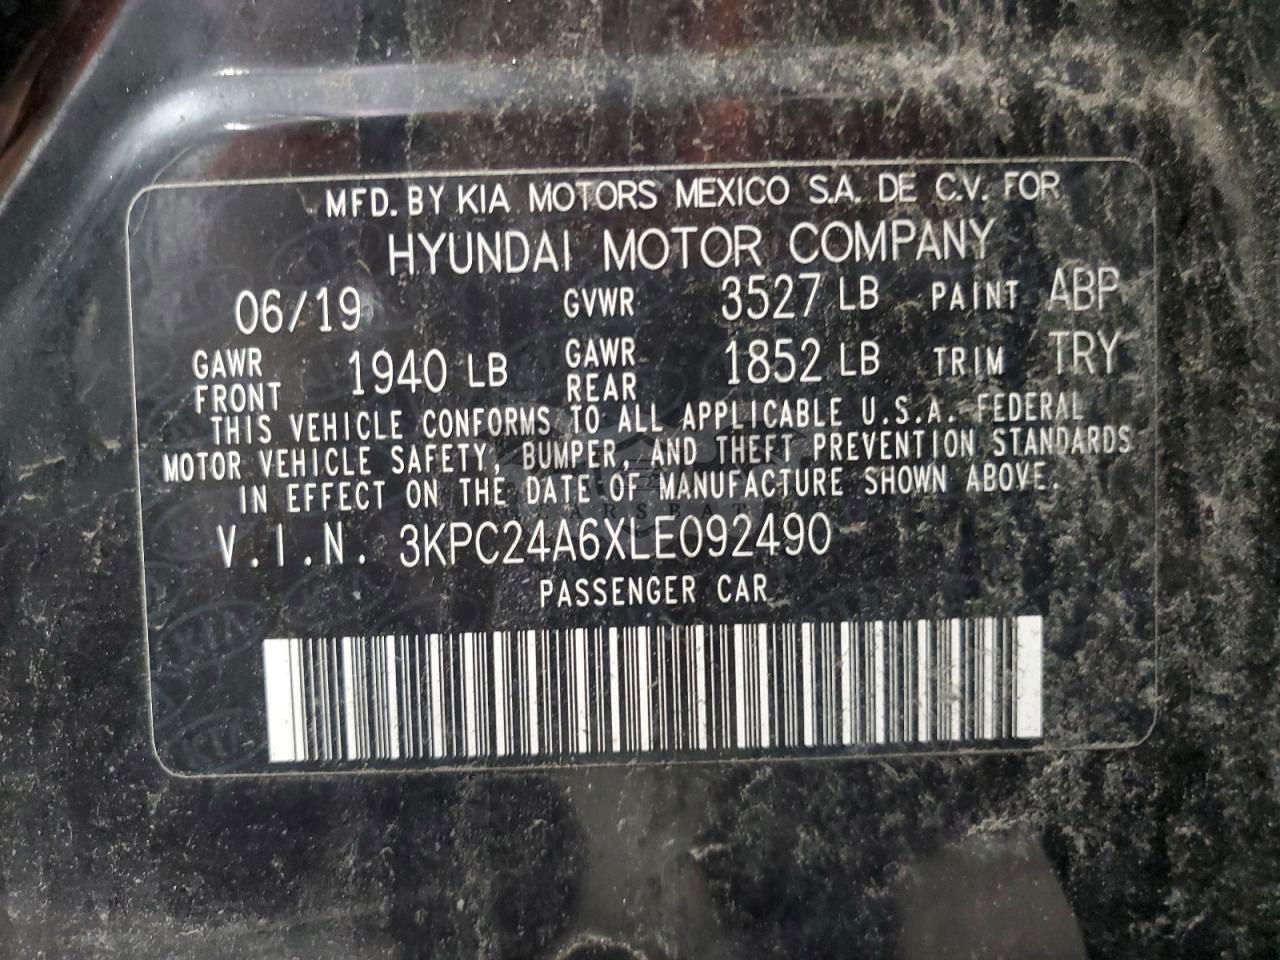 MFD. BY KIA MOTORS MEXICO S.A. DE C.V. FOR
HYUNDAI MOTOR COMPANY
06/19 GVWR 3527 LB PAINT ABP
GAWR FRONT 1940 LB GAWR REAR 1852 LB TRIM TRY
THIS VEHICLE CONFORMS TO ALL APPLICABLE U.S.A. FEDERAL
MOTOR VEHICLE SAFETY, BUMPER, AND THEFT PREVENTION STANDARDS
IN EFFECT ON THE DATE OF MANUFACTURE SHOWN ABOVE.
V.I.N. 3KPC24A6XLE092490
PASSENGER CAR